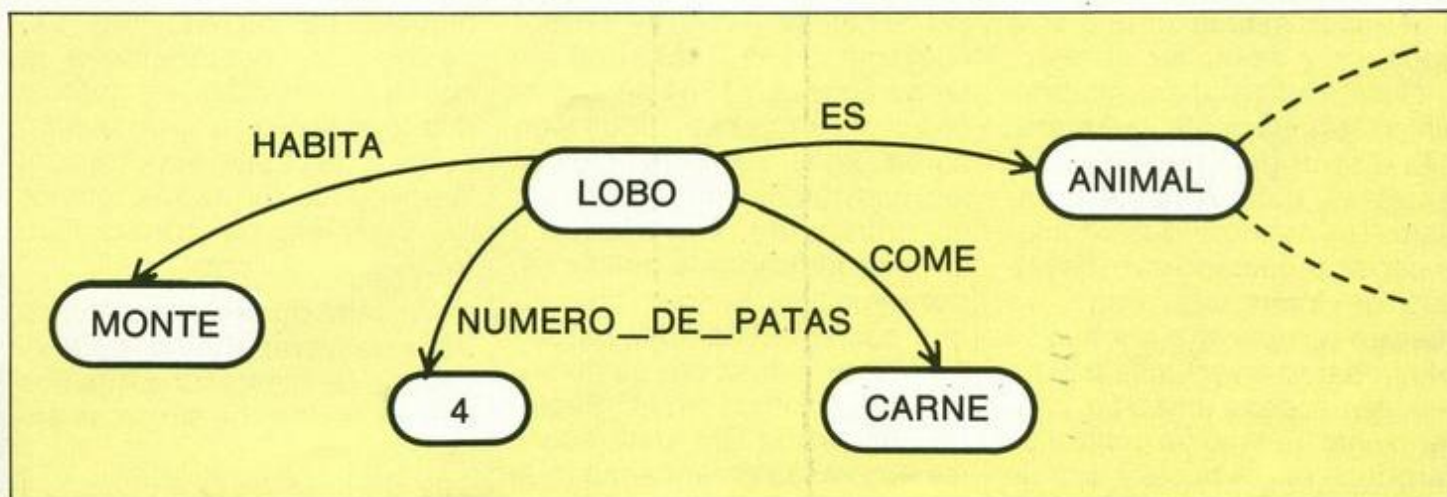 ES
HABITA
LOBO
ANIMAL
COME
MONTE
NUMERO_DE_PATAS
4
CARNE